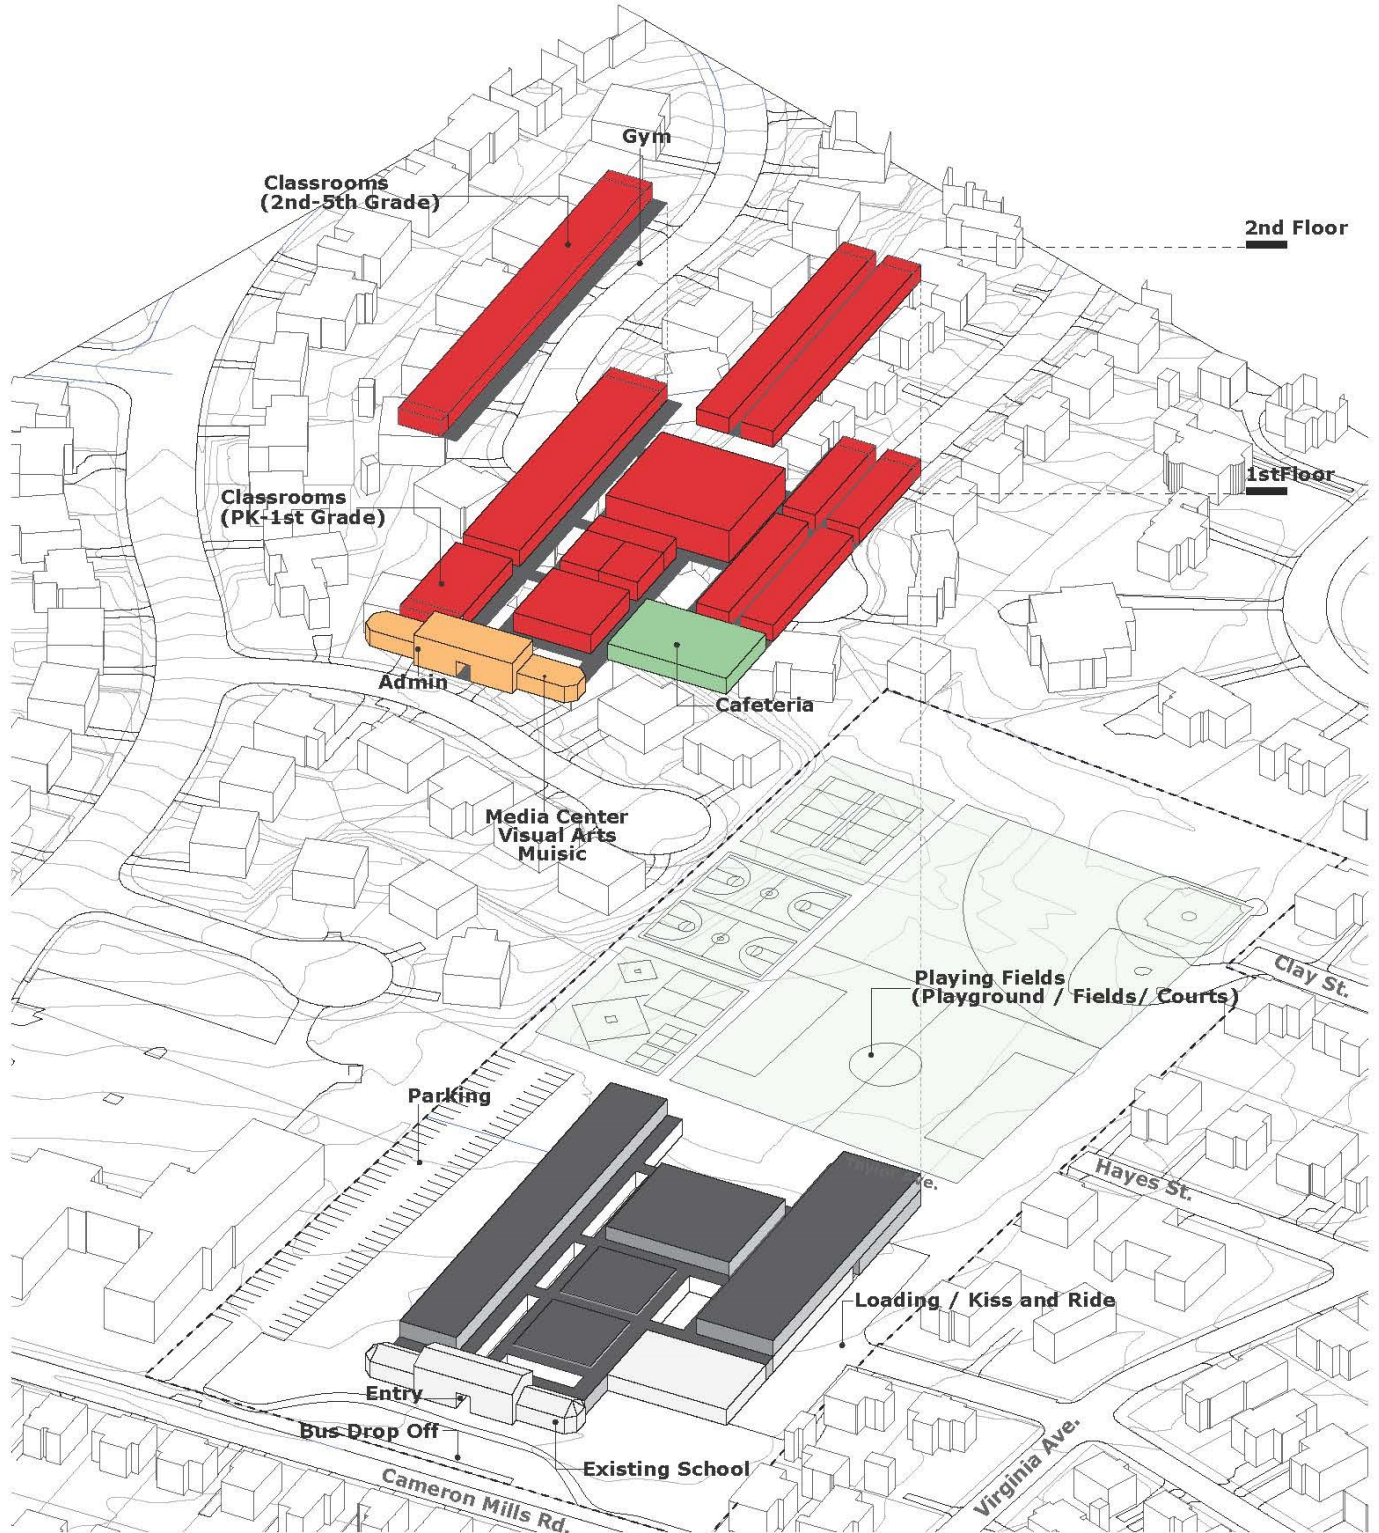 Gym
Classrooms
(2nd-5th Grade)
2nd Floor
1stFloor
Classrooms
(PK-1st Grade)
Admin
Cafeteria
Media Center
Visual Arts
Muisic
Playing Fields
(Playground / Fields/ Courts)
Clay St.
Parking
Hayes St.
Ave.
Loading / Kiss and Ride
Entry
Bus Drop Off
Existing School
Cameron Mills Rd.
Virginia Ave.